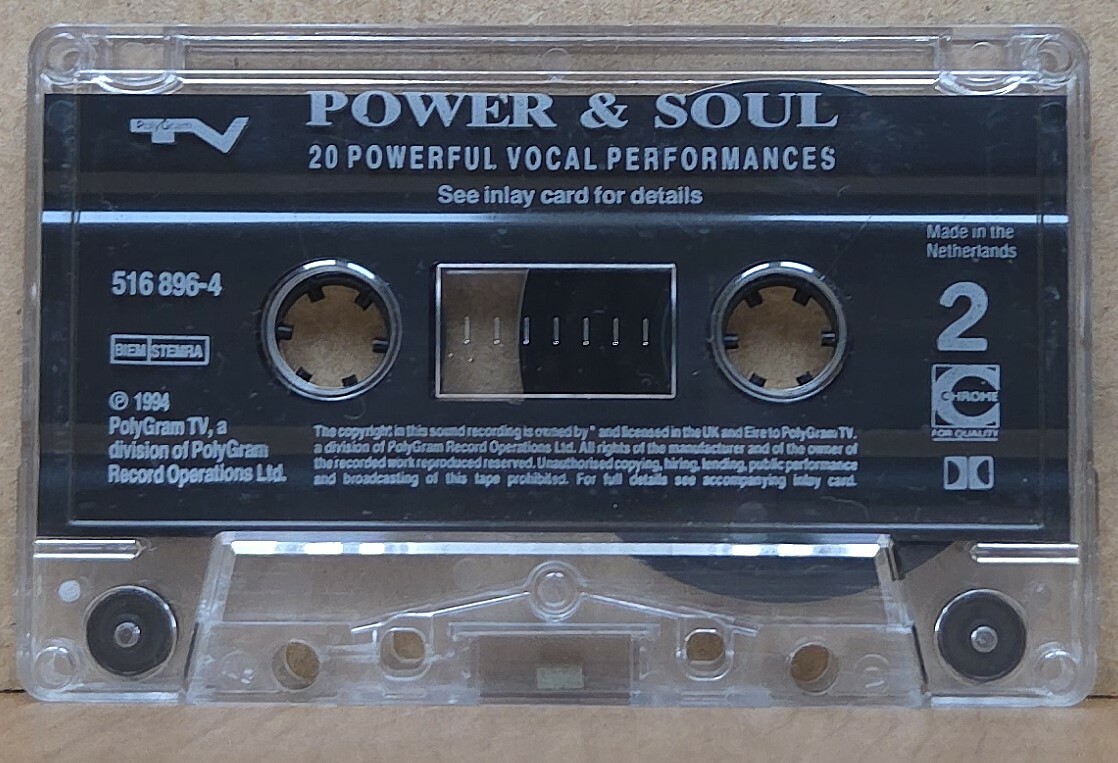 PolyGram TV
POWER & SOUL
20 POWERFUL VOCAL PERFORMANCES
See inlay card for details
Made in the
Netherlands
516 896-4
2
BIEM STEMRA
CHROME
FOR QUALITY
℗ 1994
PolyGram TV, a
division of PolyGram
Record Operations Ltd.
The copyright in this sound recording is owned by * and licensed in the UK and Eire to PolyGram TV,
a division of PolyGram Record Operations Ltd. All rights of the manufacturer and of the owner of
the recorded work reproduced reserved. Unauthorised copying, hiring, lending, public performance
and broadcasting of this tape prohibited. For full details see accompanying inlay card.